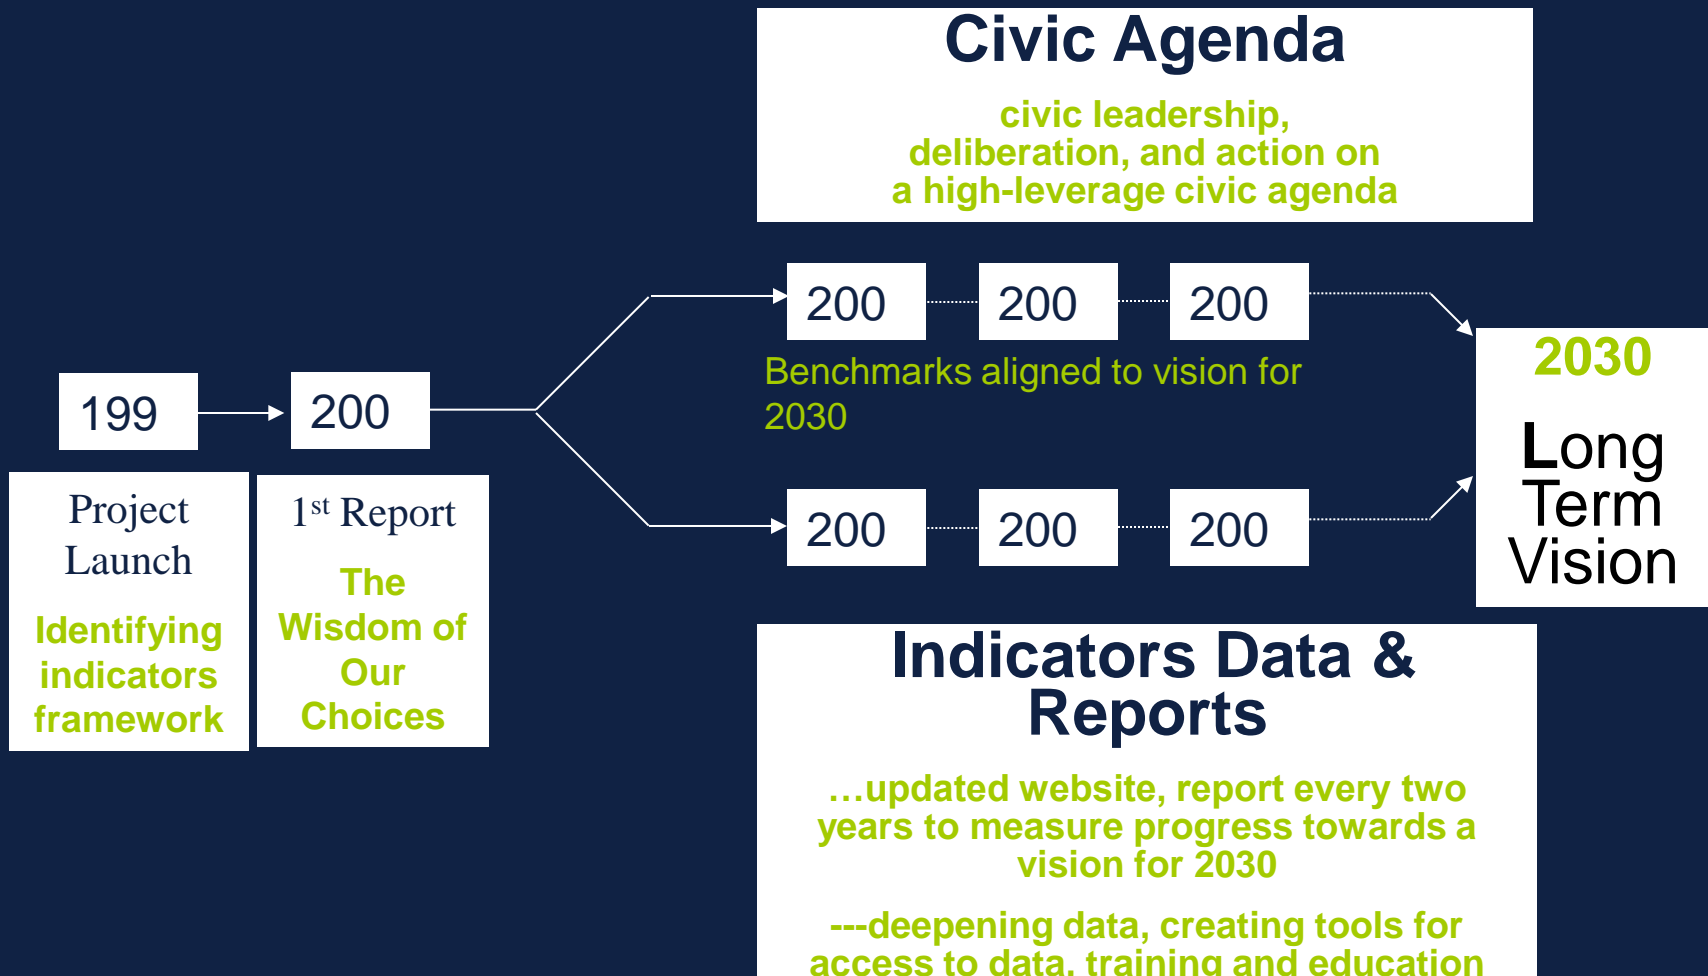 Civic Agenda
civic leadership,
deliberation, and action on
a high-leverage civic agenda
200
200
200
Benchmarks aligned to vision for
2030
199
200
Project
Launch
Identifying
indicators
framework
1st Report
The
Wisdom of
Our
Choices
200
200
200
2030
Long
Term
Vision
Indicators Data &
Reports
…updated website, report every two
years to measure progress towards a
vision for 2030
---deepening data, creating tools for
access to data, training and education